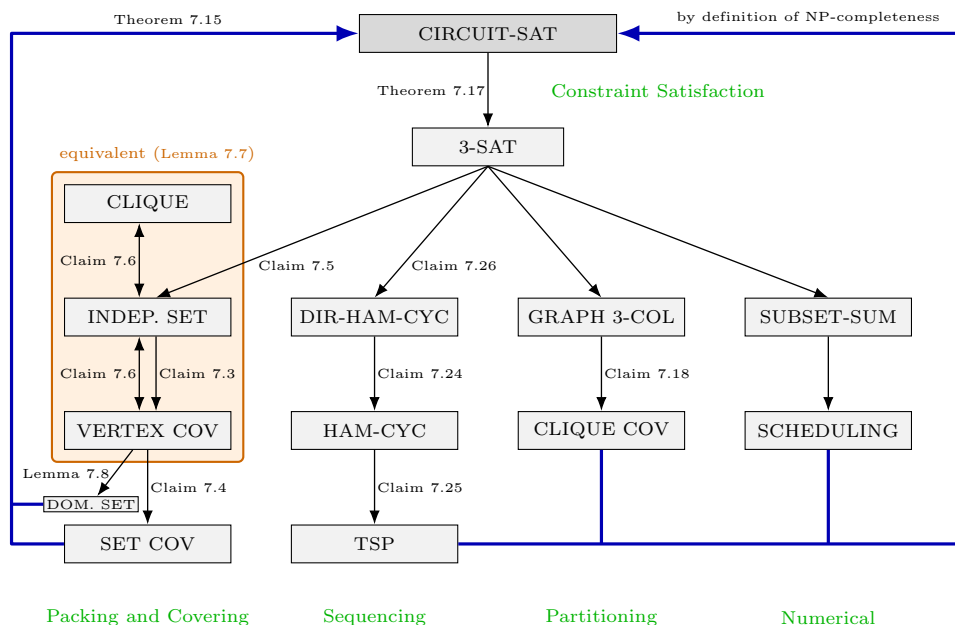 Theorem 7.15
by definition of NP-completeness
CIRCUIT-SAT
Theorem 7.17
Constraint Satisfaction
3-SAT
equivalent (Lemma 7.7)
CLIQUE
Claim 7.6
Claim 7.5
Claim 7.26
INDEP. SET
DIR-HAM-CYC
GRAPH 3-COL
SUBSET-SUM
Claim 7.6
Claim 7.3
Claim 7.24
Claim 7.18
VERTEX COV
HAM-CYC
CLIQUE COV
SCHEDULING
Lemma 7.8
Claim 7.4
Claim 7.25
DOM. SET
SET COV
TSP
Packing and Covering
Sequencing
Partitioning
Numerical